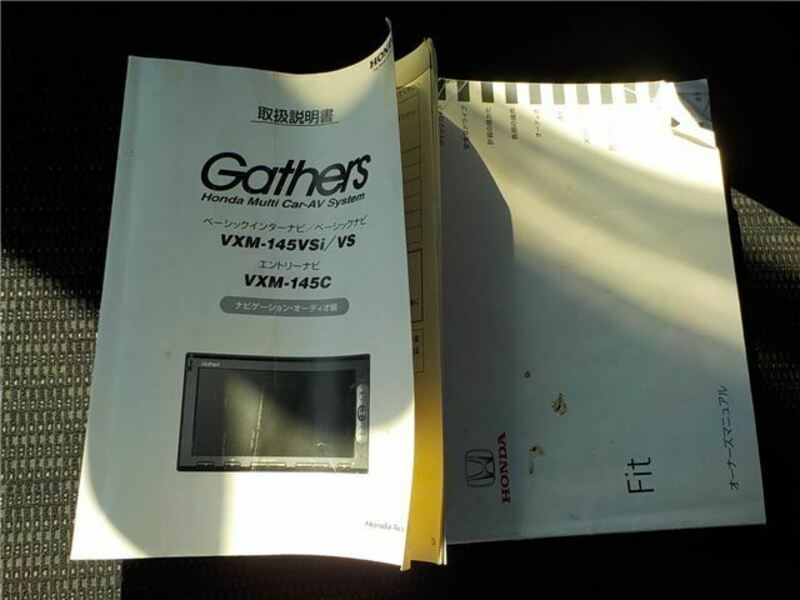 取扱説明書
Gathers
Honda Multi Car-AV System
ベーシックインターナビ/ベーシックナビ
VXM-145VSi/VS
エントリーナビ
VXM-145C
ナビゲーション・オーディオ編
Gathers
3
HONDA
Fit
オーナーズマニュアル